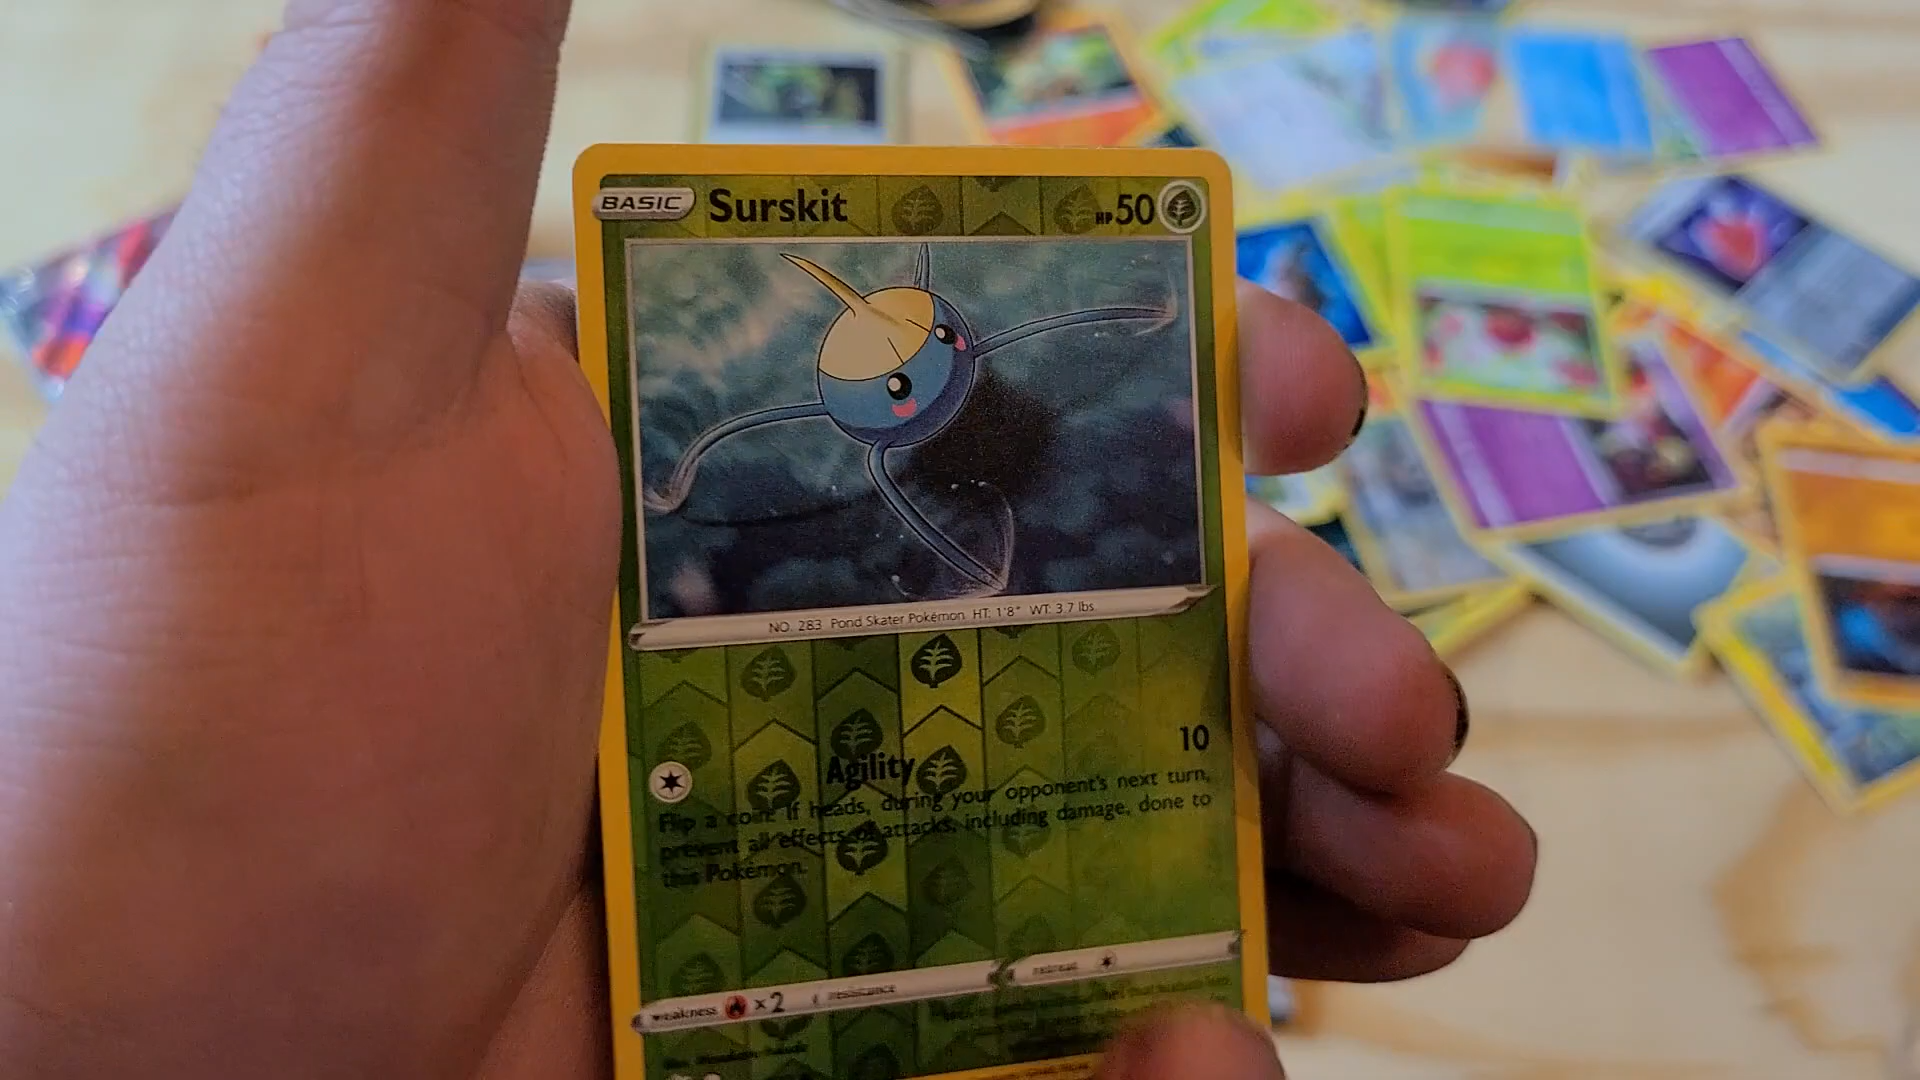 BASIC Surskit HP 50
NO. 283 Pond Skater Pokémon HT: 1'8" WT: 3.7 lbs.
Agility 10
Flip a coin. If heads, during your opponent's next turn,
prevent all effects of attacks, including damage, done to
this Pokémon.
weakness ×2 resistance retreat